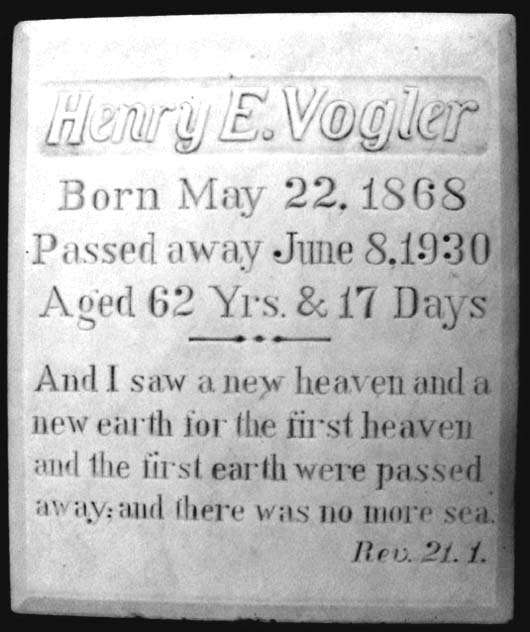 Henry E. Vogler
Born May 22, 1868
Passed away June 8, 1930
Aged 62 Yrs. & 17 Days
And I saw a new heaven and a
new earth for the first heaven
and the first earth were passed
away; and there was no more sea.
Rev. 21. 1.